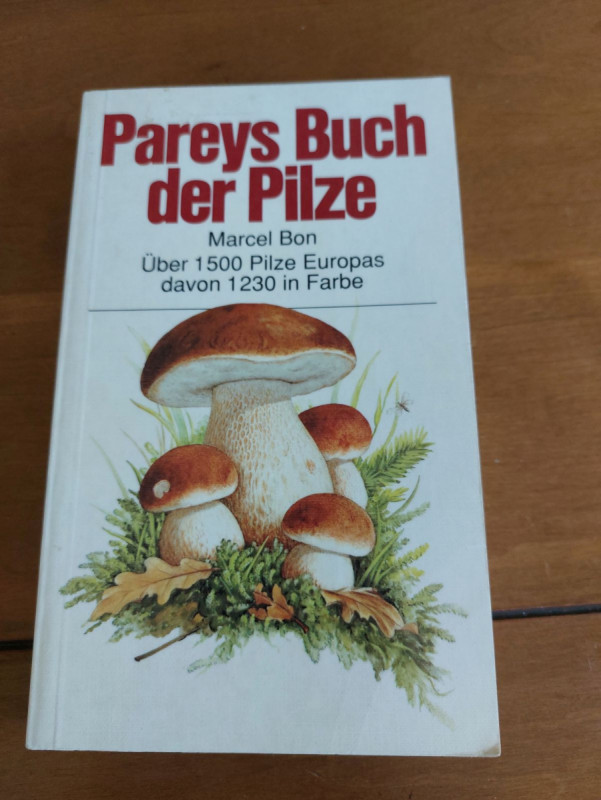 Pareys Buch
der Pilze
Marcel Bon
Über 1500 Pilze Europas
davon 1230 in Farbe